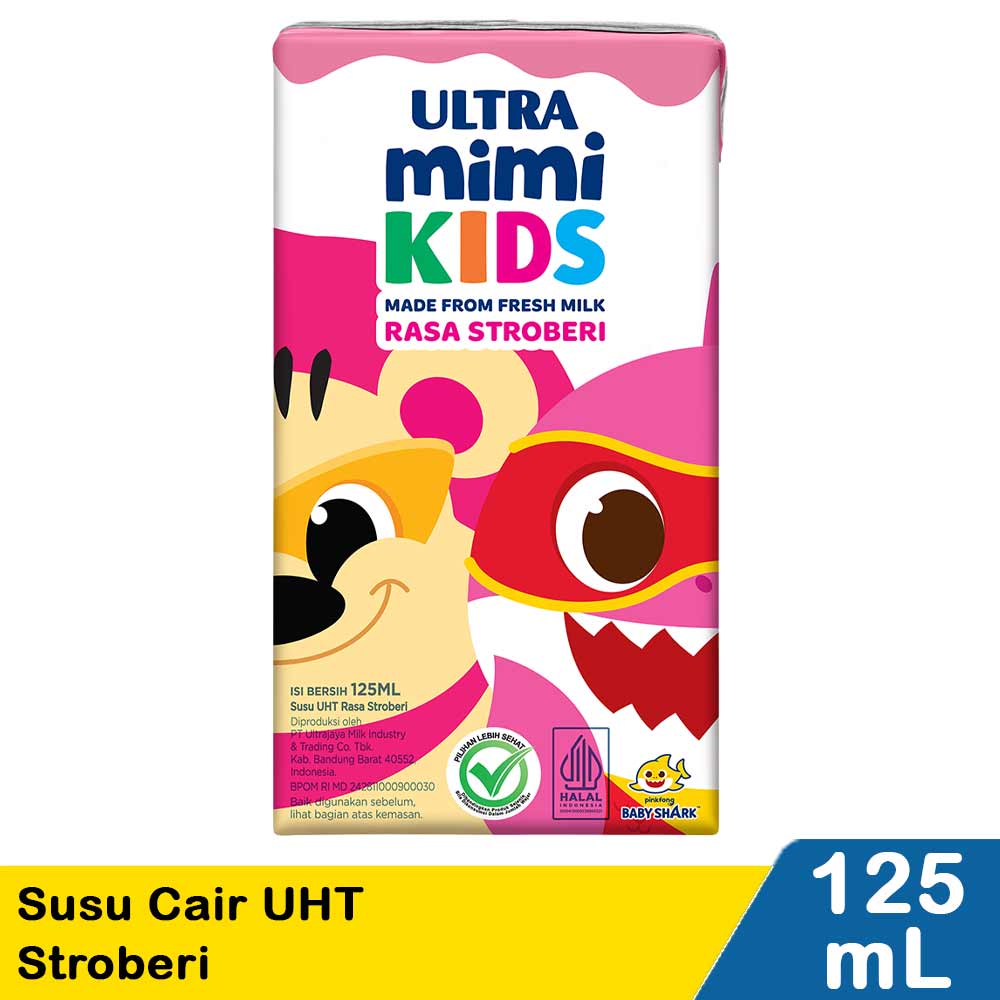 ULTRA
mimi
KIDS
MADE FROM FRESH MILK
RASA STROBERI
ISI BERSIH 125ML
Susu UHT Rasa Stroberi
Diproduksi oleh
PT Ultrajaya Milk Industry
& Trading Co. Tbk.
Kab. Bandung Barat 40552
Indonesia.
BPOM RI MD 242811000900030
Baik digunakan sebelum,
lihat bagian atas kemasan.
PILIHAN LEBIH SEHAT
HALAL
INDONESIA
pinkfong
BABY SHARK™
Susu Cair UHT
Stroberi
125
mL